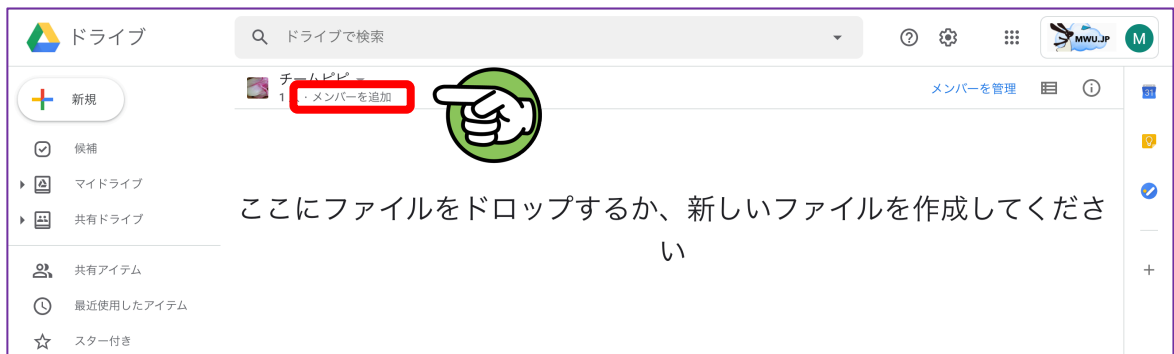 ドライブ
ドライブで検索
MWU.JP
M
新規
チームピピ
1
・メンバーを追加
メンバーを管理
31
候補
マイドライブ
共有ドライブ
ここにファイルをドロップするか、新しいファイルを作成してくださ
い
共有アイテム
最近使用したアイテム
スター付き